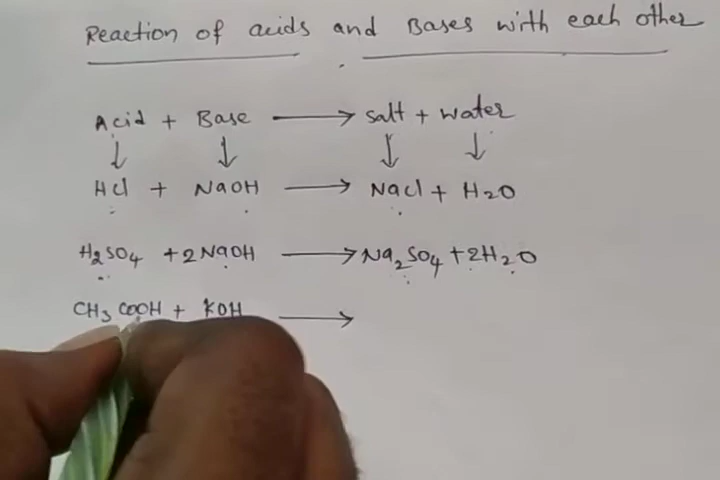 Reaction of acids and Bases with each other
Acid + Base → salt + water
↓ ↓ ↓ ↓
Hcl + NaOH → Nacl + H2O
H2SO4 + 2NaOH → Na2SO4 + 2H2O
CH3COOH + KOH →